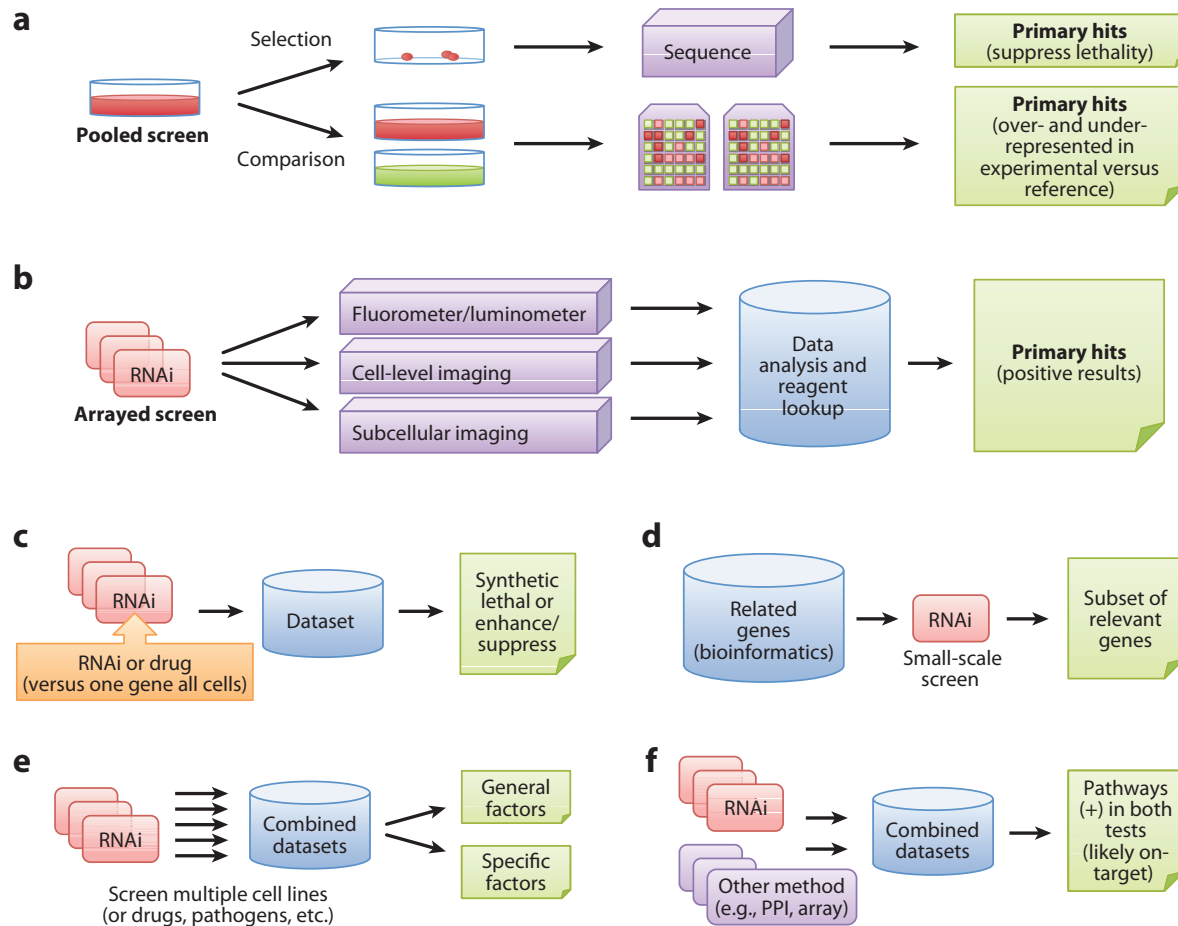 a
Selection
Pooled screen
Comparison
Sequence
Primary hits
(suppress lethality)
Primary hits
(over- and under-
represented in
experimental versus
reference)
b
RNAi
Arrayed screen
Fluorometer/luminometer
Cell-level imaging
Subcellular imaging
Data
analysis and
reagent
lookup
Primary hits
(positive results)
c
RNAi
RNAi or drug
(versus one gene all cells)
Dataset
Synthetic
lethal or
enhance/
suppress
d
Related
genes
(bioinformatics)
RNAi
Small-scale
screen
Subset of
relevant
genes
e
RNAi
Screen multiple cell lines
(or drugs, pathogens, etc.)
Combined
datasets
General
factors
Specific
factors
f
RNAi
Other method
(e.g., PPI, array)
Combined
datasets
Pathways
(+) in both
tests
(likely on-
target)